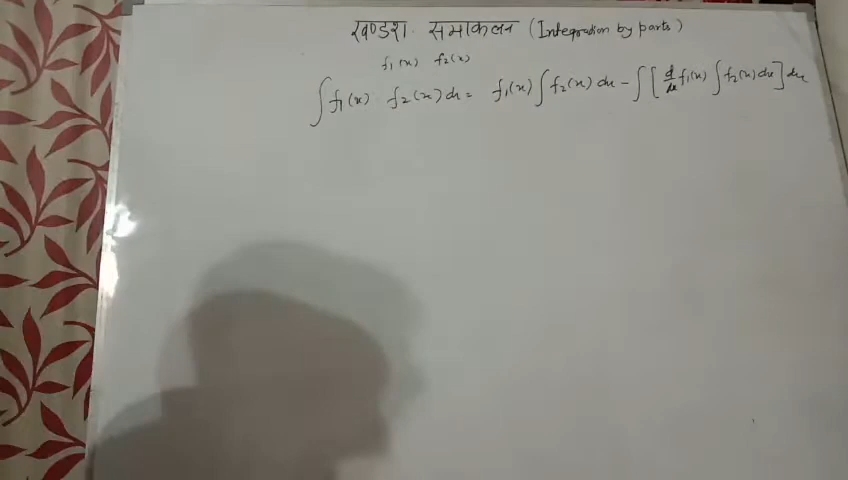 खण्डशः समाकलन (Integration by parts)
f₁(x) f₂(x)
∫ f₁(x) f₂(x) dx = f₁(x) ∫ f₂(x) dx - ∫ [ d/dx f₁(x) ∫ f₂(x) dx ] dx